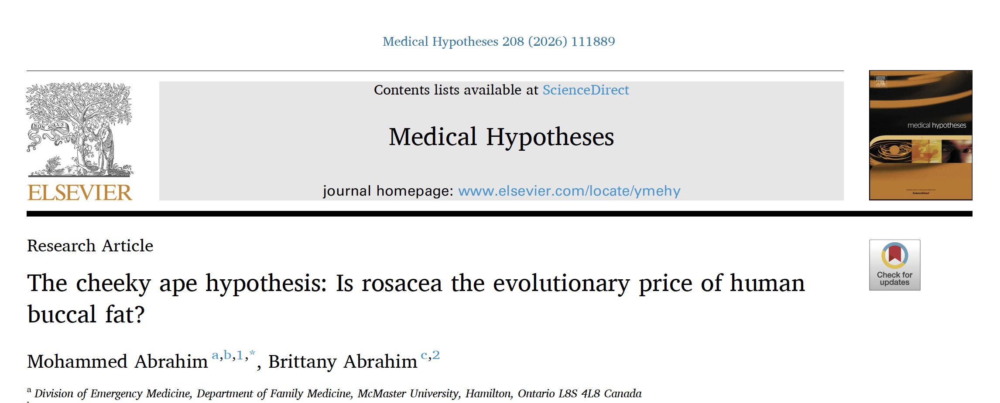 Medical Hypotheses 208 (2026) 111889
Contents lists available at ScienceDirect
Medical Hypotheses
journal homepage: www.elsevier.com/locate/ymehy
NON SOLUS
ELSEVIER
ELSEVIER
medical hypotheses
?
ScienceDirect
Research Article
Check for
updates
The cheeky ape hypothesis: Is rosacea the evolutionary price of human
buccal fat?
Mohammed Abrahim a,b,1,*, Brittany Abrahim c,2
a Division of Emergency Medicine, Department of Family Medicine, McMaster University, Hamilton, Ontario L8S 4L8 Canada